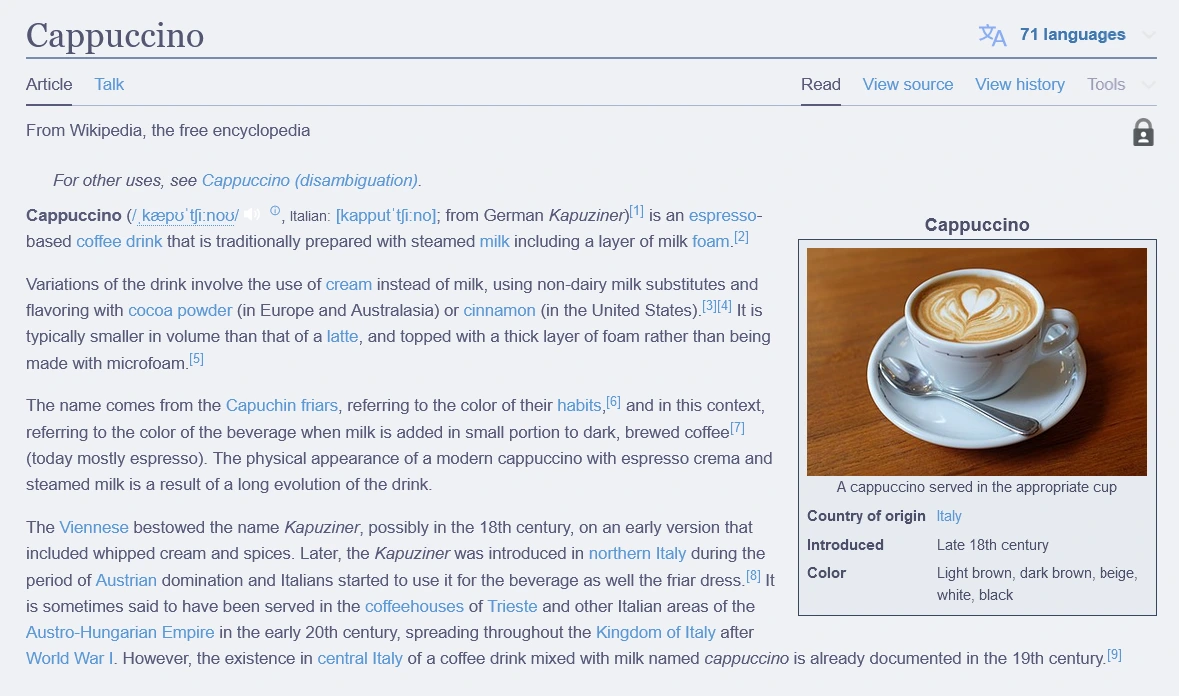 Cappuccino
71 languages
Article Talk
Read View source View history Tools
From Wikipedia, the free encyclopedia
For other uses, see Cappuccino (disambiguation).
Cappuccino (/ˌkæpʊˈtʃiːnoʊ/ , Italian: [kapputˈtʃiːno]; from German Kapuziner)[1] is an espresso-
based coffee drink that is traditionally prepared with steamed milk including a layer of milk foam.[2]
Variations of the drink involve the use of cream instead of milk, using non-dairy milk substitutes and
flavoring with cocoa powder (in Europe and Australasia) or cinnamon (in the United States).[3][4] It is
typically smaller in volume than that of a latte, and topped with a thick layer of foam rather than being
made with microfoam.[5]
The name comes from the Capuchin friars, referring to the color of their habits,[6] and in this context,
referring to the color of the beverage when milk is added in small portion to dark, brewed coffee[7]
(today mostly espresso). The physical appearance of a modern cappuccino with espresso crema and
steamed milk is a result of a long evolution of the drink.
The Viennese bestowed the name Kapuziner, possibly in the 18th century, on an early version that
included whipped cream and spices. Later, the Kapuziner was introduced in northern Italy during the
period of Austrian domination and Italians started to use it for the beverage as well the friar dress.[8] It
is sometimes said to have been served in the coffeehouses of Trieste and other Italian areas of the
Austro-Hungarian Empire in the early 20th century, spreading throughout the Kingdom of Italy after
World War I. However, the existence in central Italy of a coffee drink mixed with milk named cappuccino is already documented in the 19th century.[9]
Cappuccino
A cappuccino served in the appropriate cup
Country of origin Italy
Introduced Late 18th century
Color Light brown, dark brown, beige,
white, black